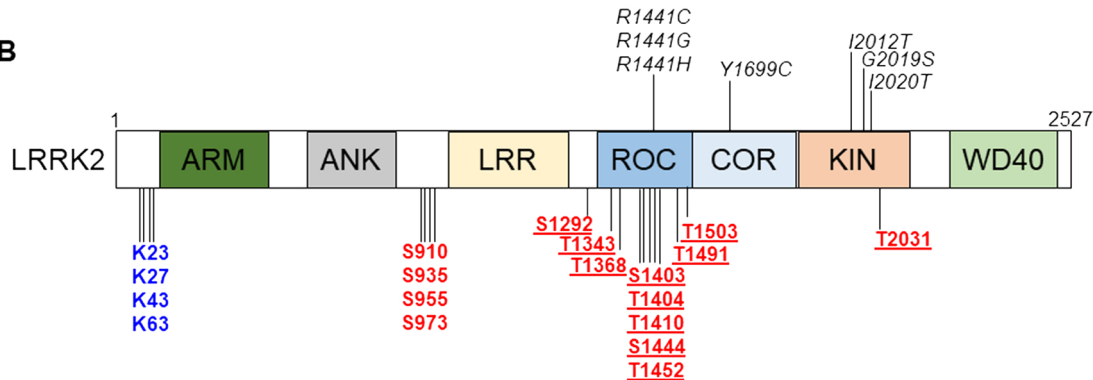 B
R1441C
R1441G
R1441H
Y1699C
I2012T
G2019S
I2020T
1
2527
LRRK2
ARM
ANK
LRR
ROC
COR
KIN
WD40
K23
K27
K43
K63
S910
S935
S955
S973
S1292
T1343
T1368
S1403
T1404
T1410
S1444
T1452
T1503
T1491
T2031